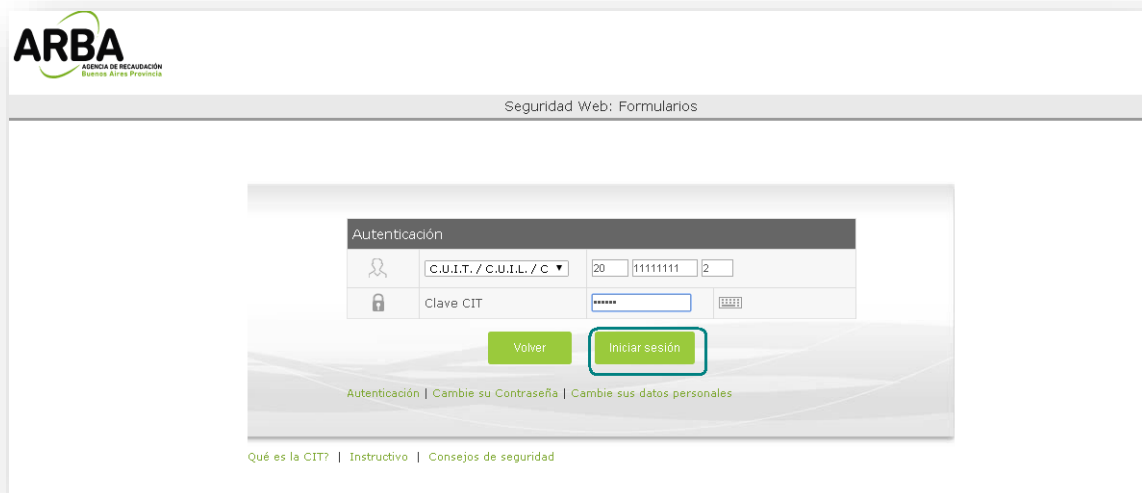 ARBA
AGENCIA DE RECAUDACIÓN
Buenos Aires Provincia
Seguridad Web: Formularios
Autenticación
C.U.I.T. / C.U.I.L. / C 20 11111111 2
Clave CIT ••••••
Volver Iniciar sesión
Autenticación | Cambie su Contraseña | Cambie sus datos personales
Qué es la CIT? | Instructivo | Consejos de seguridad